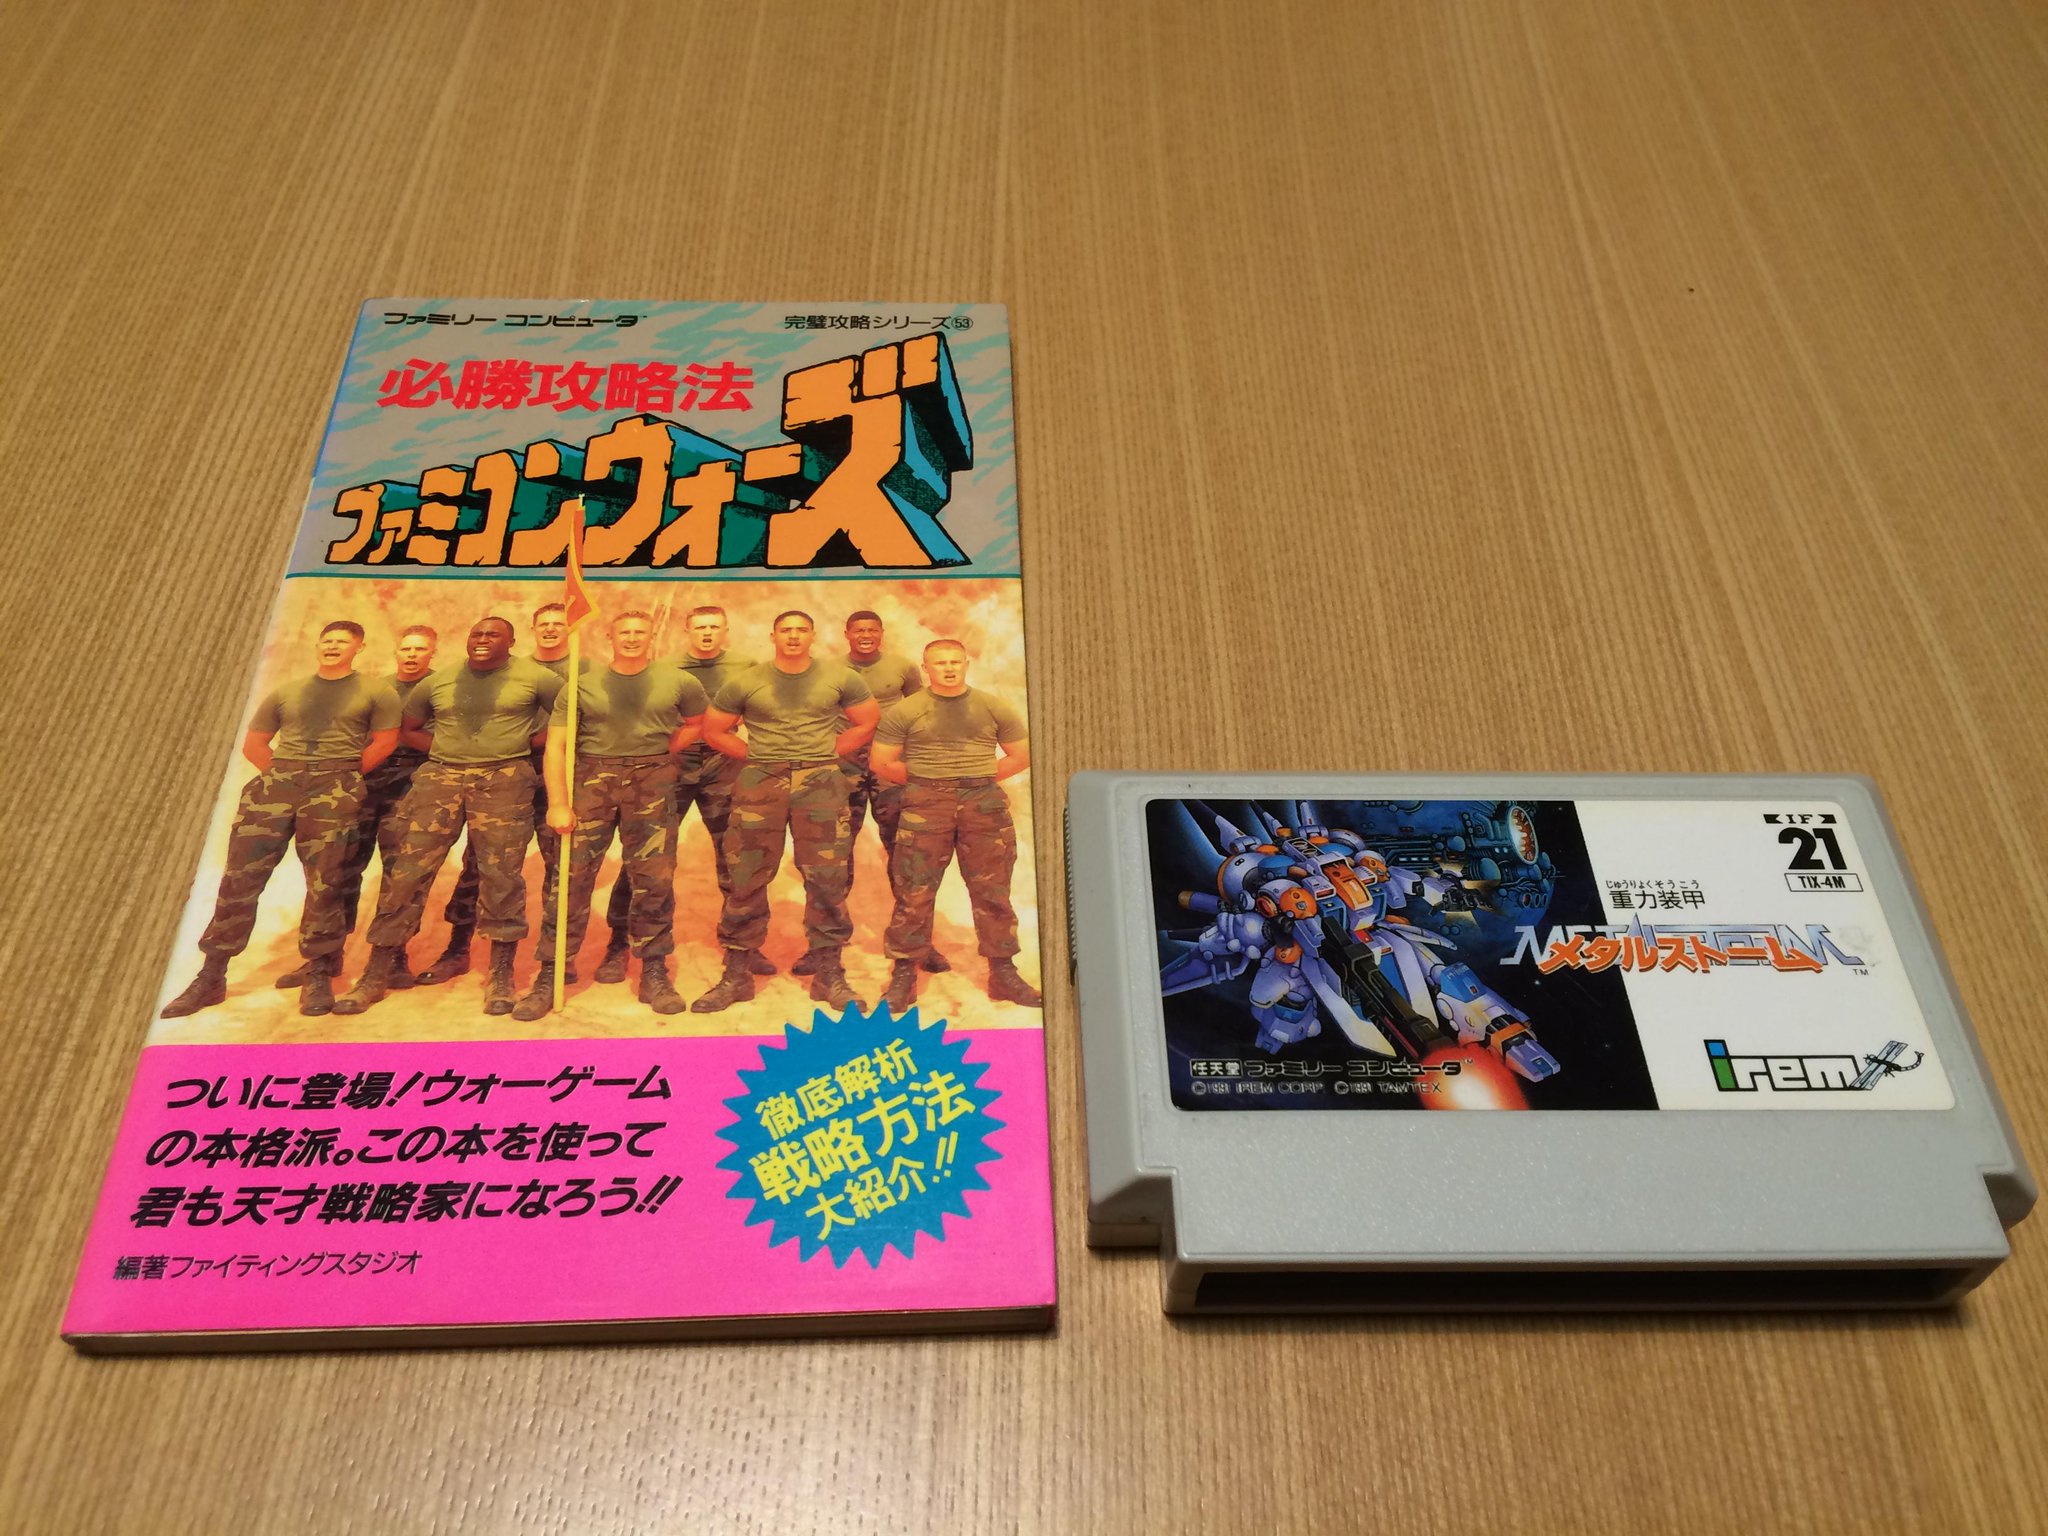 ファミリー コンピュータ™
完璧攻略シリーズ53
必勝攻略法
ファミコンウォーズ
ついに登場!ウォーゲーム
の本格派。この本を使って
君も天才戦略家になろう!!
編著ファイティングスタジオ
徹底解析
戦略方法
大紹介!!
IF
21
TIX-4M
じゅうりょくそうこう
重力装甲
METALSTORM
メタルストーム
TM
irem
任天堂 ファミリー コンピュータ™
©1991 IREM CORP. ©1991 TAMTEX